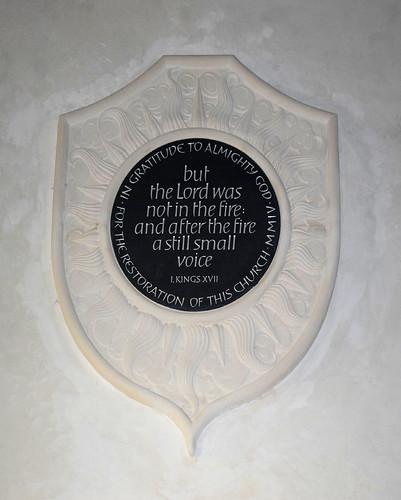 · IN GRATITUDE TO ALMIGHTY GOD · MMIV
· FOR THE RESTORATION OF THIS CHURCH ·
but
the Lord was
not in the fire:
and after the fire
a still small
voice
I, KINGS XVII